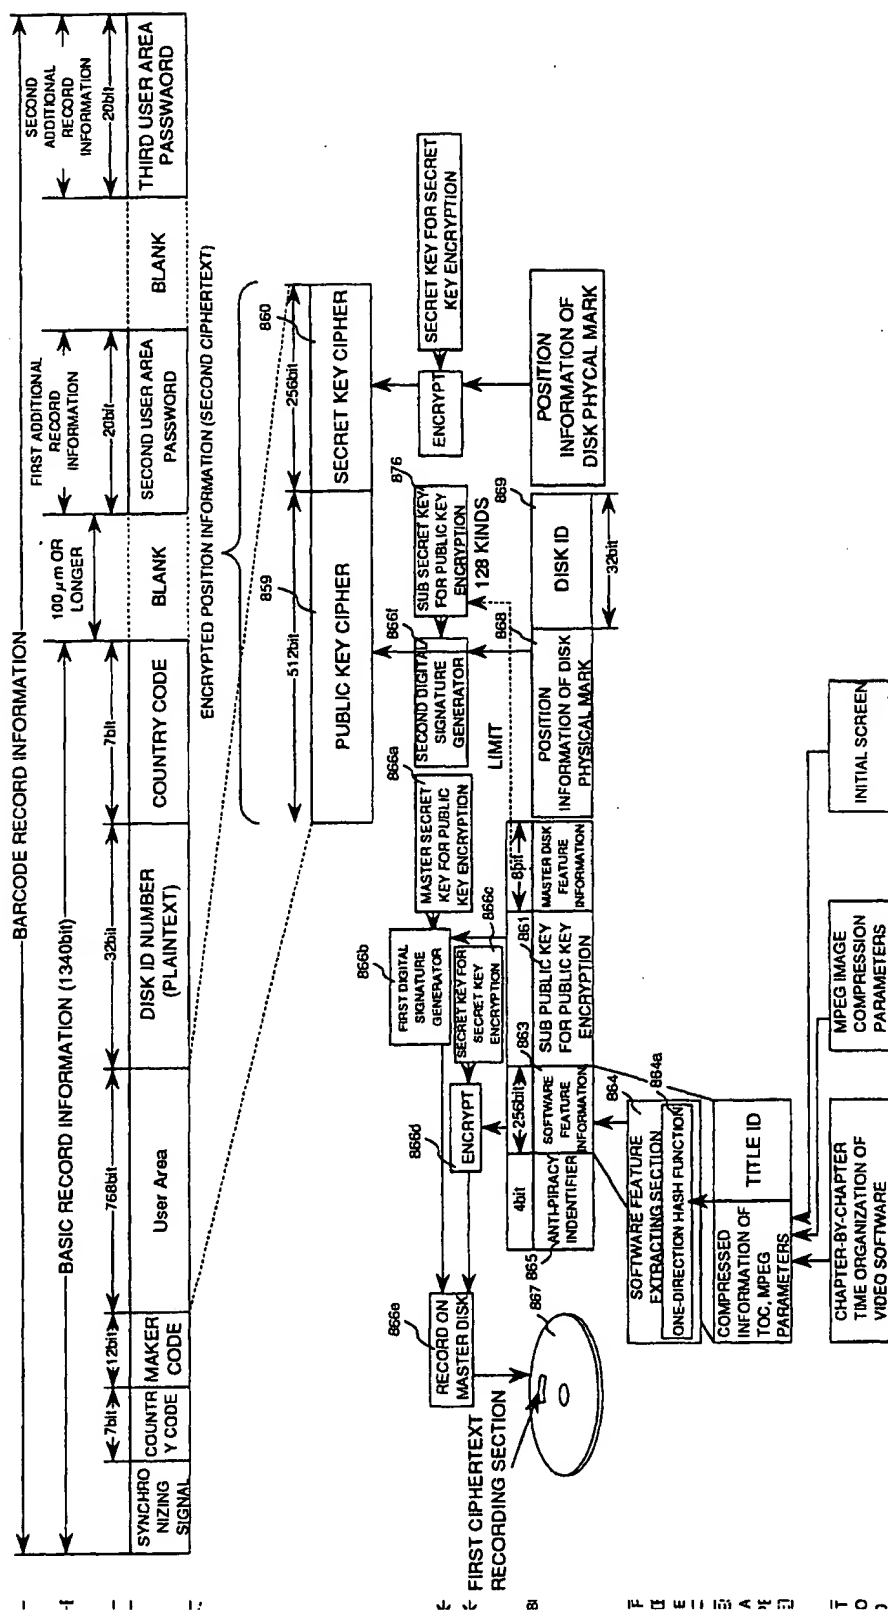 BARCODE RECORD INFORMATION
BASIC RECORD INFORMATION (1340bit)
100 μm OR
LONGER
FIRST ADDITIONAL
RECORD
INFORMATION
SECOND
ADDITIONAL
RECORD
INFORMATION
7bit
12bit
768bit
32bit
7bit
20bit
20bit
SYNCHRO
NIZING
SIGNAL
COUNTR
Y CODE
MAKER
CODE
User Area
DISK ID NUMBER
(PLAINTEXT)
COUNTRY CODE
BLANK
SECOND USER AREA
PASSWORD
BLANK
THIRD USER AREA
PASSWAORD
ENCRYPTED POSITION INFORMATION (SECOND CIPHERTEXT)
859
860
512bit
256bit
PUBLIC KEY CIPHER
SECRET KEY CIPHER
866e
RECORD ON
MASTER DISK
866d
ENCRYPT
866b
FIRST DIGITAL
SIGNATURE
GENERATOR
SECRET KEY FOR
SECRET KEY
ENCRYPTION
866c
866a
MASTER SECRET
KEY FOR PUBLIC
KEY ENCRYPTION
866f
SECOND DIGITAL
SIGNATURE
GENERATOR
876
SUB SECRET KEY
FOR PUBLIC KEY
ENCRYPTION
128 KINDS
ENCRYPT
SECRET KEY FOR SECRET
KEY ENCRYPTION
LIMIT
FIRST CIPHERTEXT
RECORDING SECTION
867
865
4bit
256bit
863
861
8bit
868
869
ANTI-PIRACY
INDENTIFIER
SOFTWARE
FEATURE
INFORMATION
SUB PUBLIC KEY
FOR PUBLIC KEY
ENCRYPTION
MASTER DISK
FEATURE
INFORMATION
POSITION
INFORMATION OF DISK
PHYSICAL MARK
DISK ID
32bit
POSITION
INFORMATION OF
DISK PHYCAL MARK
864
864a
SOFTWARE FEATURE
EXTRACTING SECTION
ONE-DIRECTION HASH FUNCTION
COMPRESSED
INFORMATION OF
TOC, MPEG
PARAMETERS
TITLE ID
CHAPTER-BY-CHAPTER
TIME ORGANIZATION OF
VIDEO SOFTWARE
MPEG IMAGE
COMPRESSION
PARAMETERS
INITIAL SCREEN